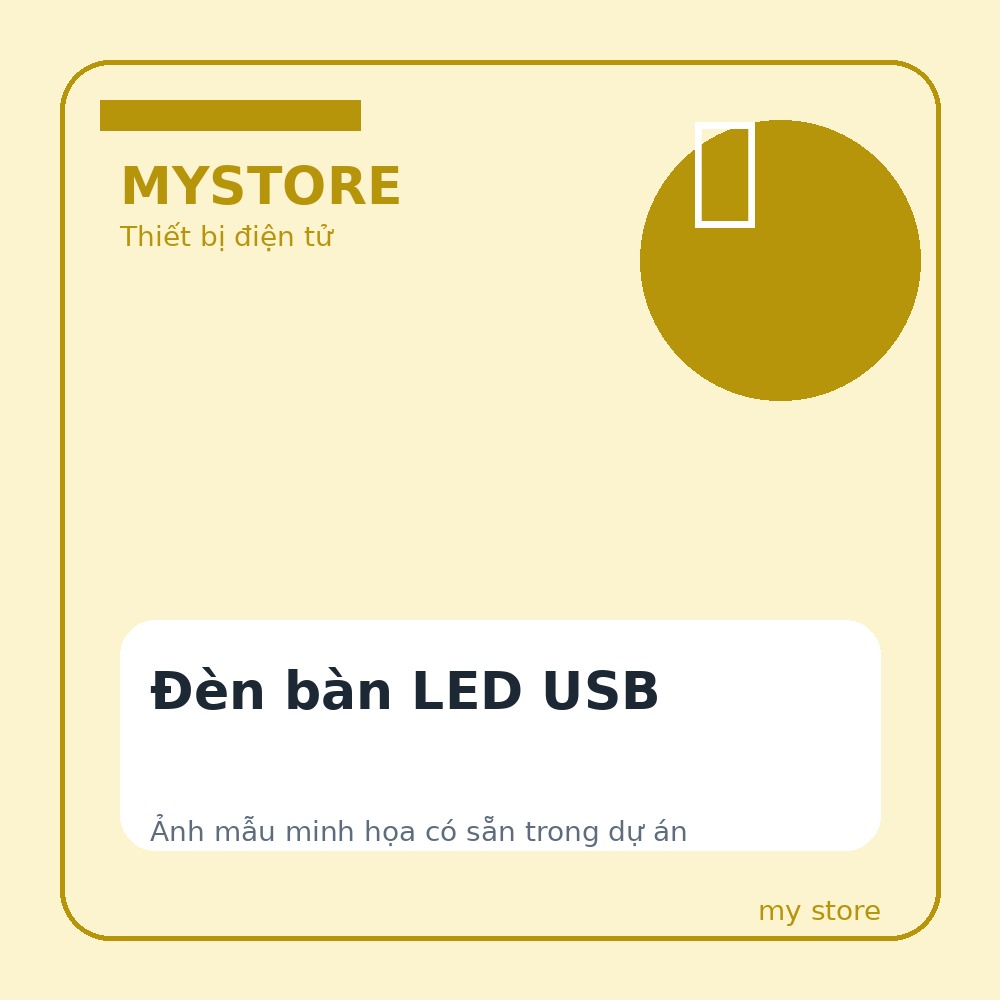 MYSTORE
Thiết bị điện tử
Đèn bàn LED USB
Ảnh mẫu minh họa có sẵn trong dự án
my store